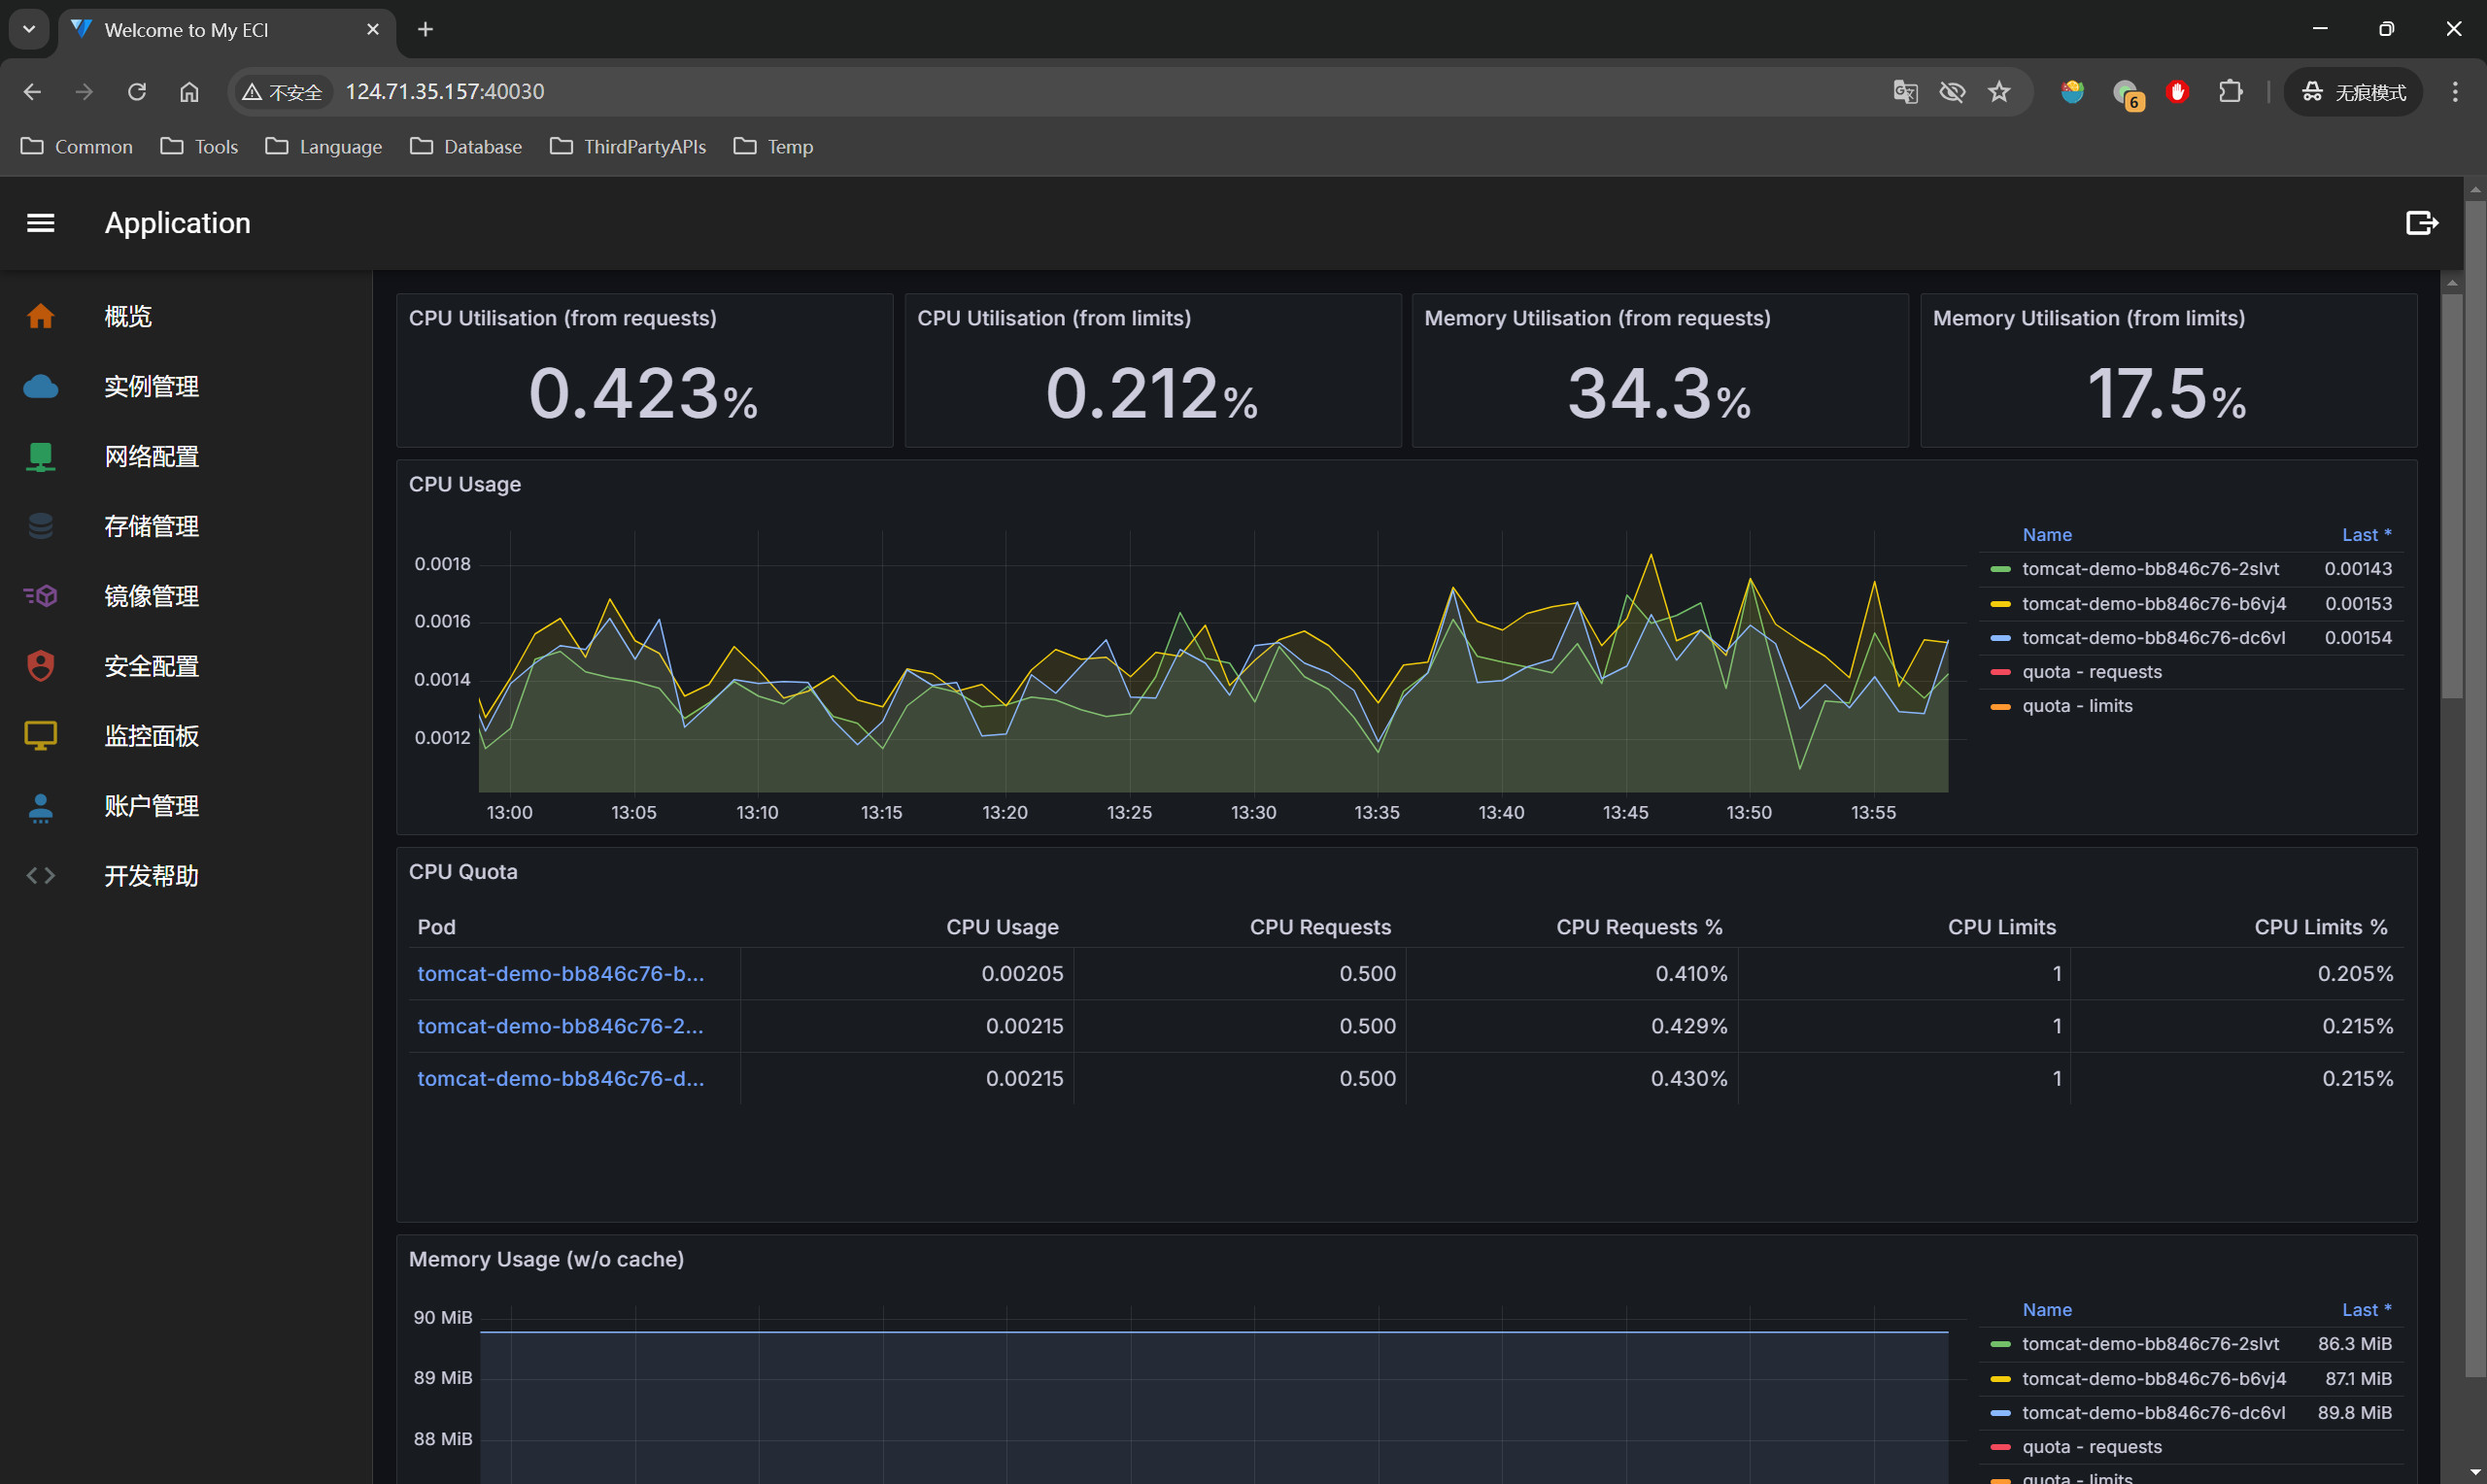 Welcome to My ECI
不安全
124.71.35.157:40030
6
无痕模式
Common
Tools
Language
Database
ThirdPartyAPIs
Temp
Application
概览
实例管理
网络配置
存储管理
镜像管理
安全配置
监控面板
账户管理
开发帮助
CPU Utilisation (from requests)
0.423%
CPU Utilisation (from limits)
0.212%
Memory Utilisation (from requests)
34.3%
Memory Utilisation (from limits)
17.5%
CPU Usage
0.0018
0.0016
0.0014
0.0012
13:00 13:05 13:10 13:15 13:20 13:25 13:30 13:35 13:40 13:45 13:50 13:55
Name Last *
tomcat-demo-bb846c76-2slvt 0.00143
tomcat-demo-bb846c76-b6vj4 0.00153
tomcat-demo-bb846c76-dc6vl 0.00154
quota - requests
quota - limits
CPU Quota
Pod CPU Usage CPU Requests CPU Requests % CPU Limits CPU Limits %
tomcat-demo-bb846c76-b... 0.00205 0.500 0.410% 1 0.205%
tomcat-demo-bb846c76-2... 0.00215 0.500 0.429% 1 0.215%
tomcat-demo-bb846c76-d... 0.00215 0.500 0.430% 1 0.215%
Memory Usage (w/o cache)
90 MiB
89 MiB
88 MiB
Name Last *
tomcat-demo-bb846c76-2slvt 86.3 MiB
tomcat-demo-bb846c76-b6vj4 87.1 MiB
tomcat-demo-bb846c76-dc6vl 89.8 MiB
quota - requests
quota - limits